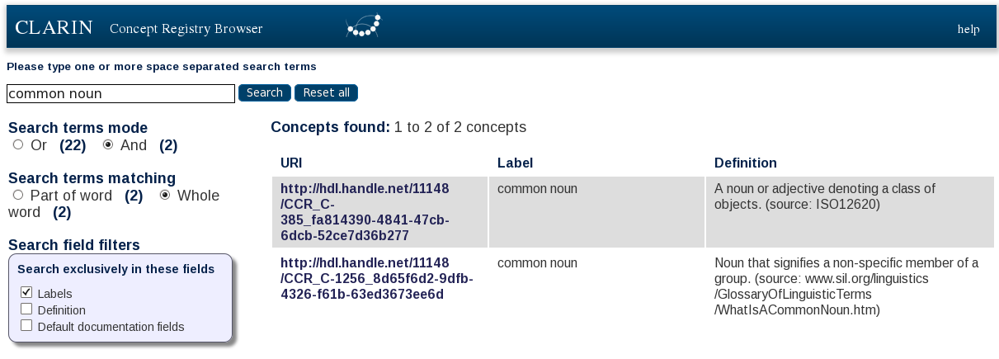 CLARIN Concept Registry Browser help
Please type one or more space separated search terms
common noun Search Reset all
Search terms mode
Or (22) And (2)
Search terms matching
Part of word (2) Whole
word (2)
Search field filters
Search exclusively in these fields
Labels
Definition
Default documentation fields
Concepts found: 1 to 2 of 2 concepts
URI Label Definition
http://hdl.handle.net/11148 common noun A noun or adjective denoting a class of
/CCR_C- objects. (source: ISO12620)
385_fa814390-4841-47cb-
6dcb-52ce7d36b277
http://hdl.handle.net/11148 common noun Noun that signifies a non-specific member of a
/CCR_C-1256_8d65f6d2-9dfb- group. (source: www.sil.org/linguistics
4326-f61b-63ed3673ee6d /GlossaryOfLinguisticTerms
/WhatIsACommonNoun.htm)